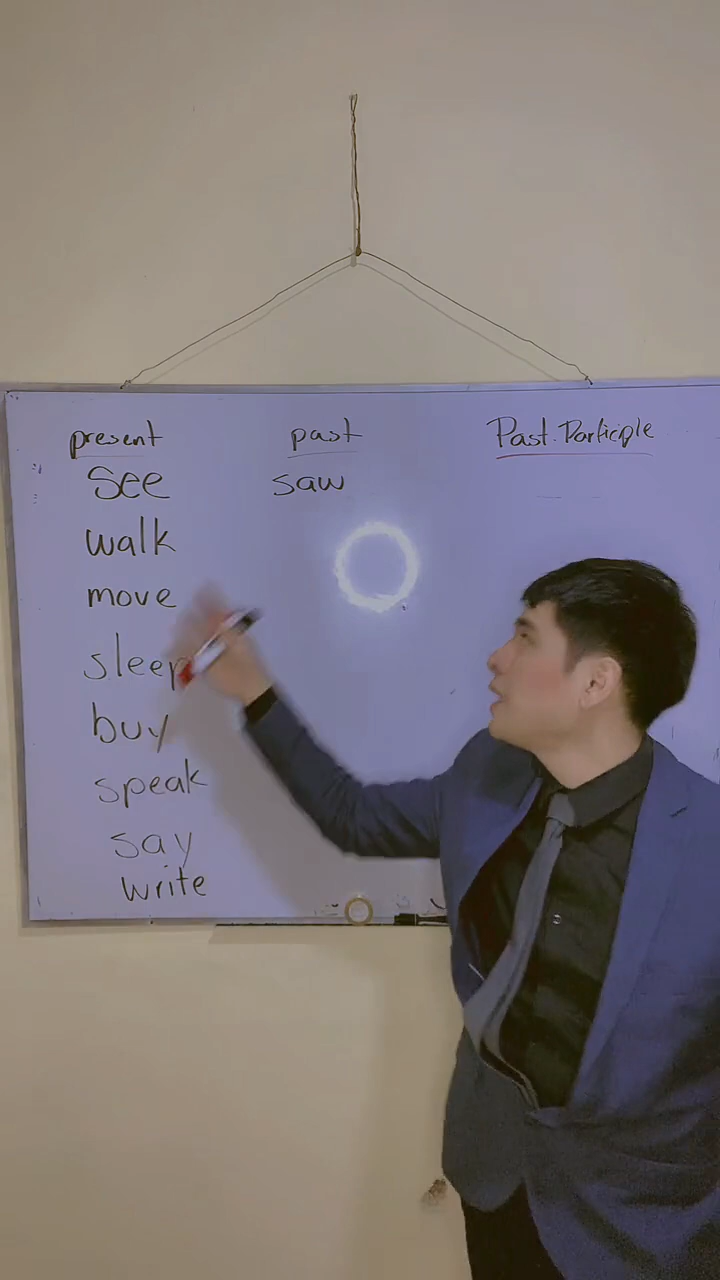 present past Past. Participle
see saw
walk
move
sleep
buy
speak
say
write